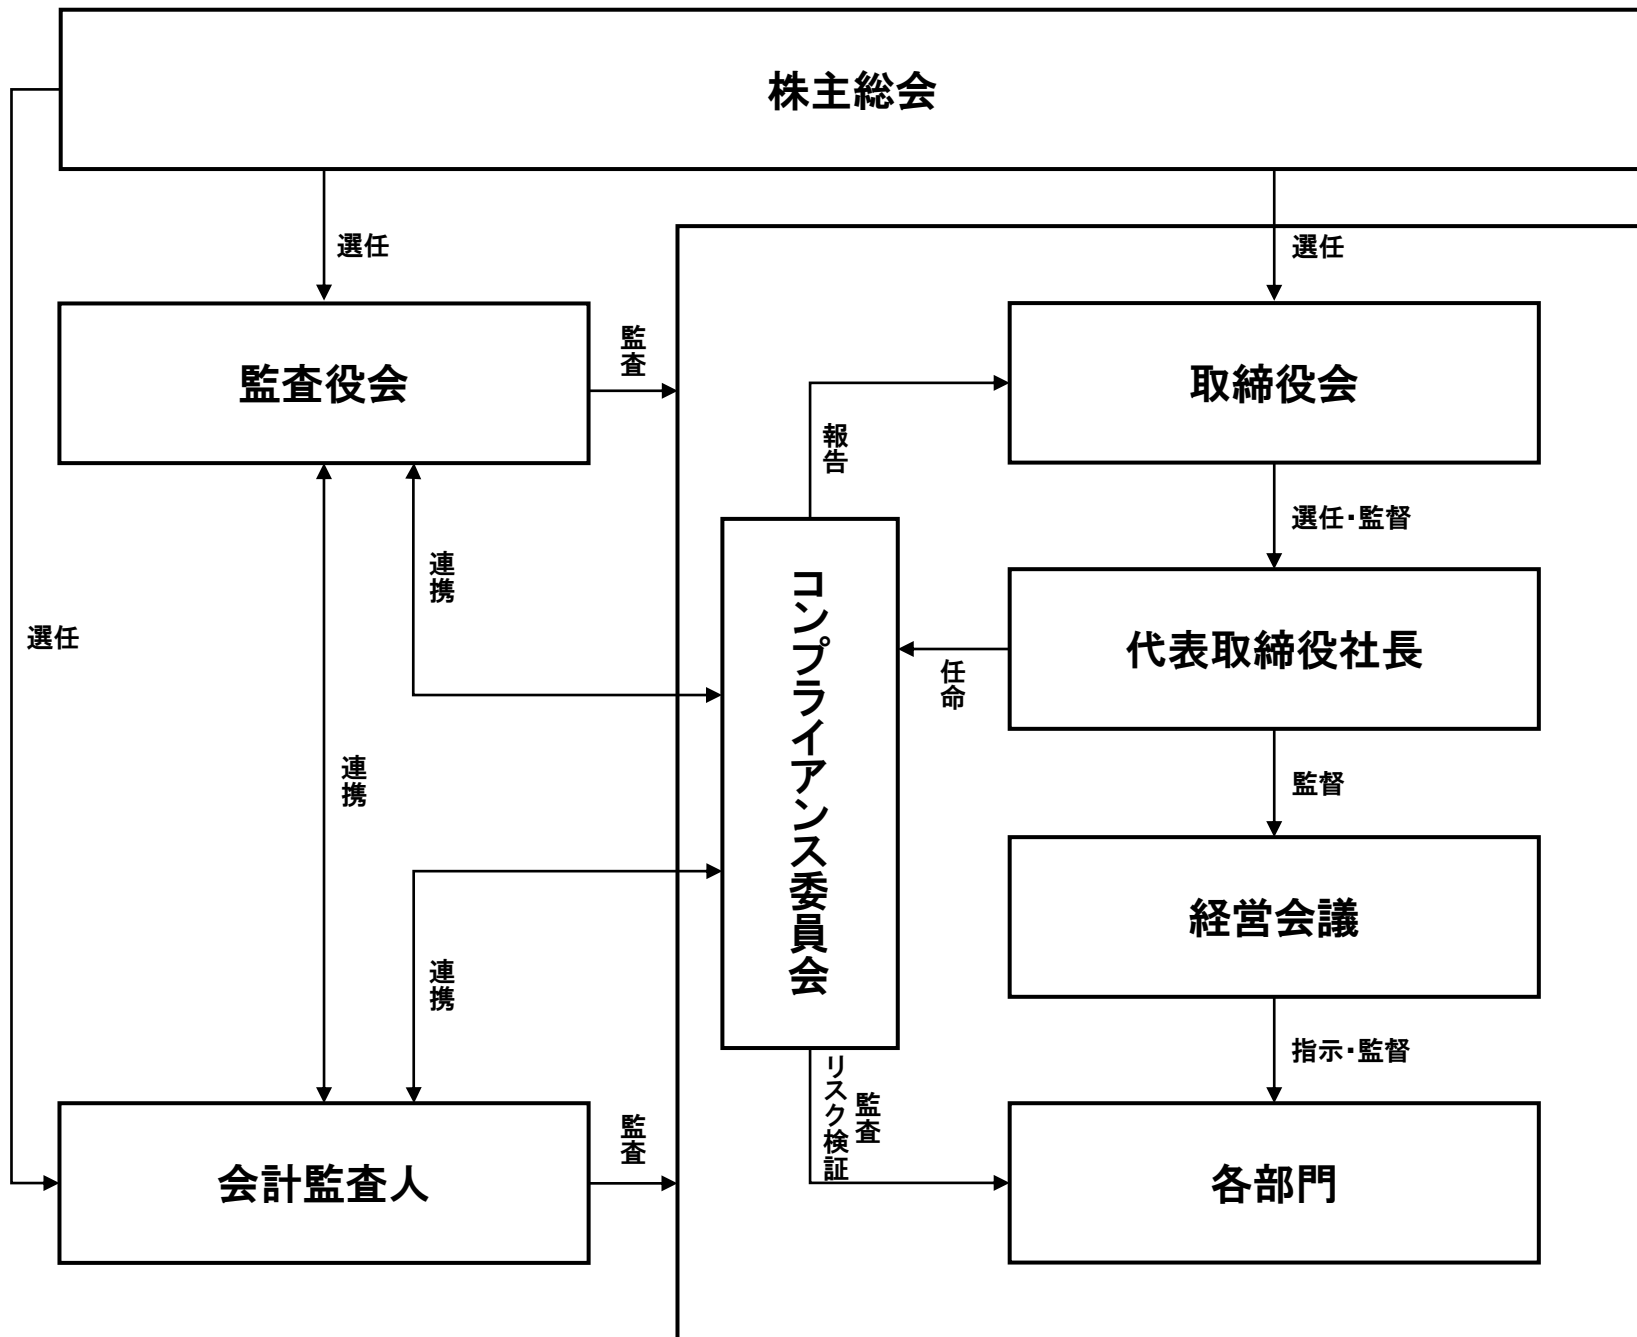 株主総会
選任
選任
監査役会
監査
取締役会
報告
選任・監督
連携
コンプライアンス委員会
選任
代表取締役社長
任命
連携
監督
経営会議
連携
指示・監督
リスク検証
監査
監査
会計監査人
各部門